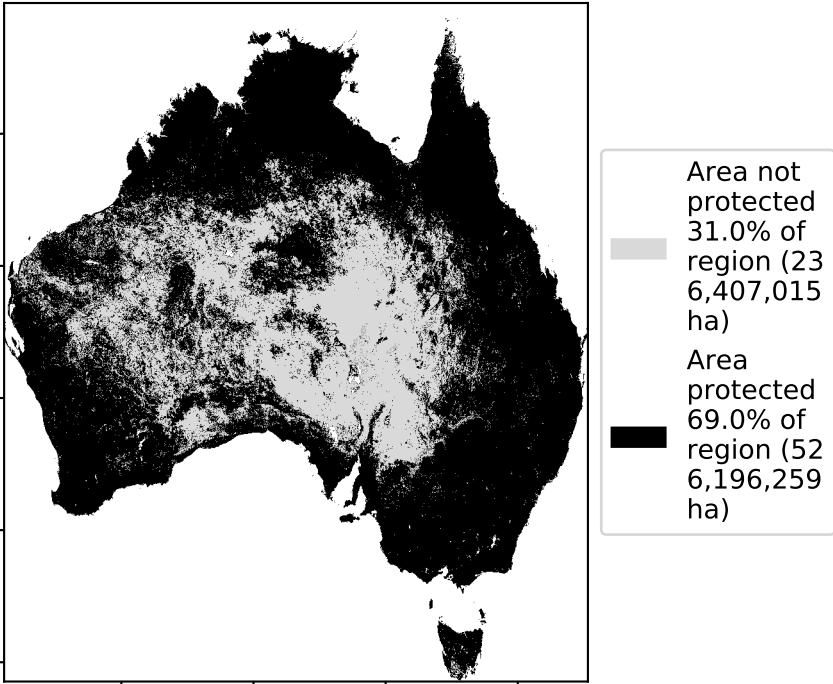 Area not
protected
31.0% of
region (23
6,407,015
ha)
Area
protected
69.0% of
region (52
6,196,259
ha)